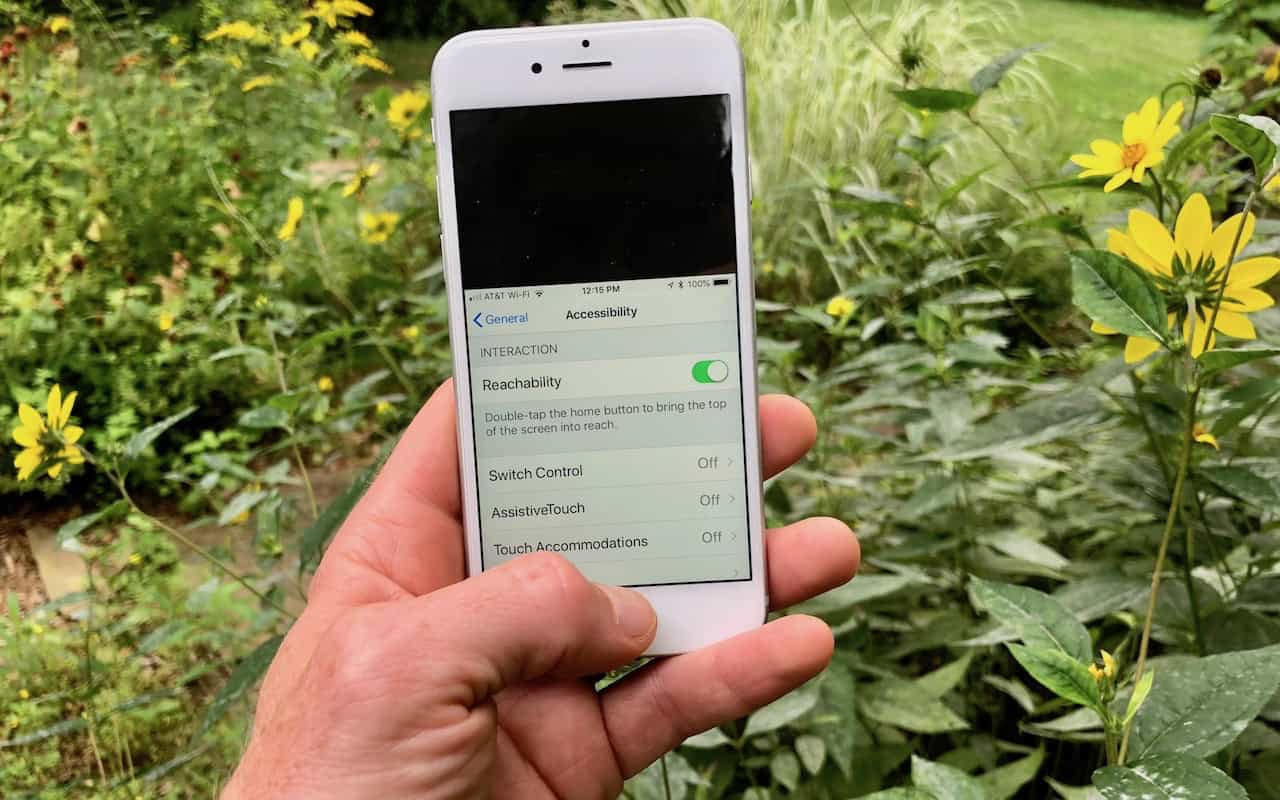 AT&T Wi-Fi 12:15 PM 100%
General Accessibility
INTERACTION
Reachability
Double-tap the home button to bring the top
of the screen into reach.
Switch Control Off
AssistiveTouch Off
Touch Accommodations Off